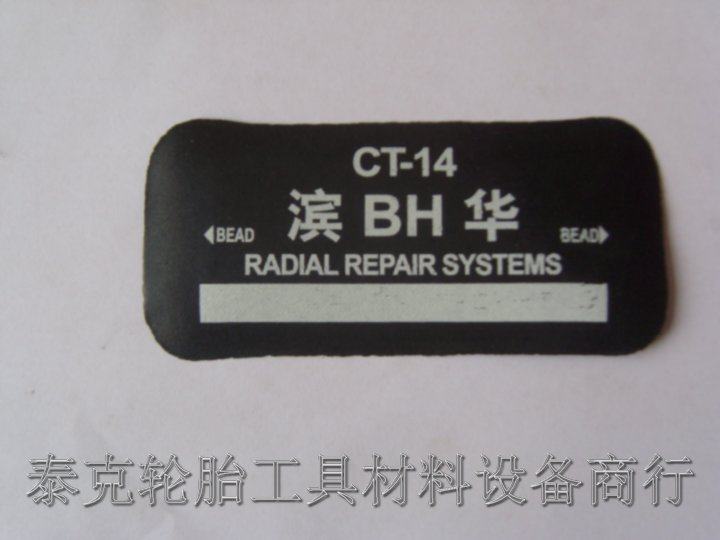 CT-14
滨 BH 华
BEAD BEAD
RADIAL REPAIR SYSTEMS
泰克轮胎工具材料设备商行